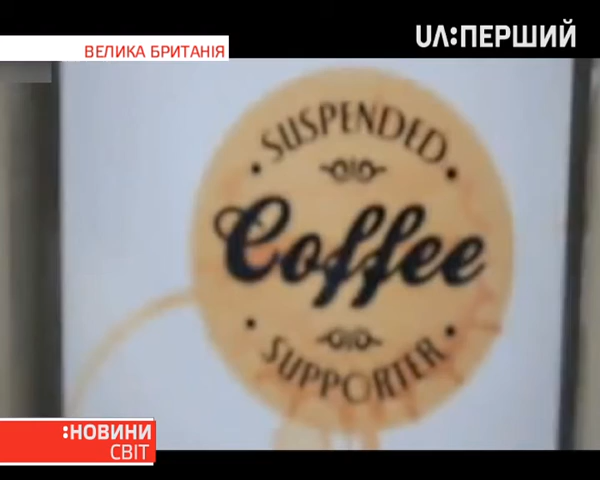 UA:ПЕРШИЙ
ВЕЛИКА БРИТАНІЯ
SUSPENDED
Coffee
SUPPORTER
:НОВИНИ
СВІТ